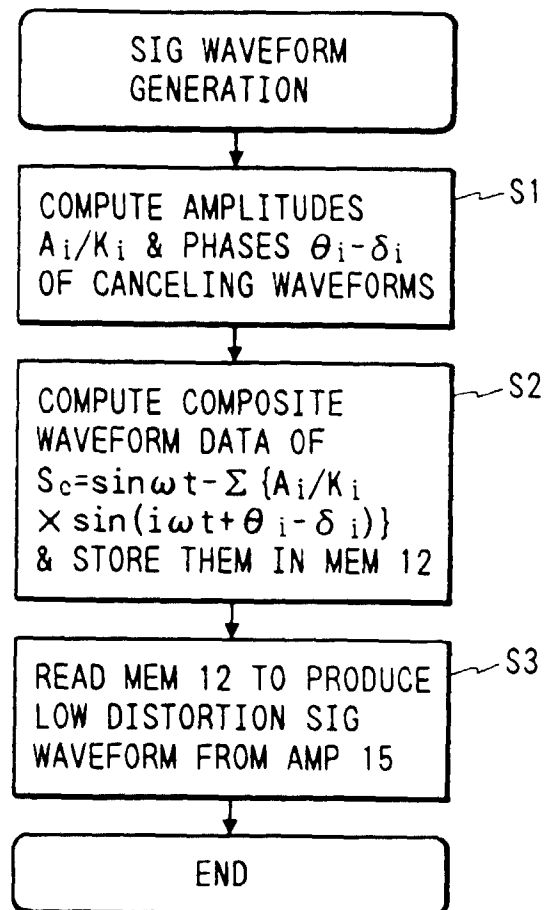 SIG WAVEFORM
GENERATION
S1
COMPUTE AMPLITUDES
Ai/Ki & PHASES θi-δi
OF CANCELING WAVEFORMS
S2
COMPUTE COMPOSITE
WAVEFORM DATA OF
Sc=sinωt-Σ{Ai/Ki
×sin(iωt+θi-δi)}
& STORE THEM IN MEM 12
S3
READ MEM 12 TO PRODUCE
LOW DISTORTION SIG
WAVEFORM FROM AMP 15
END